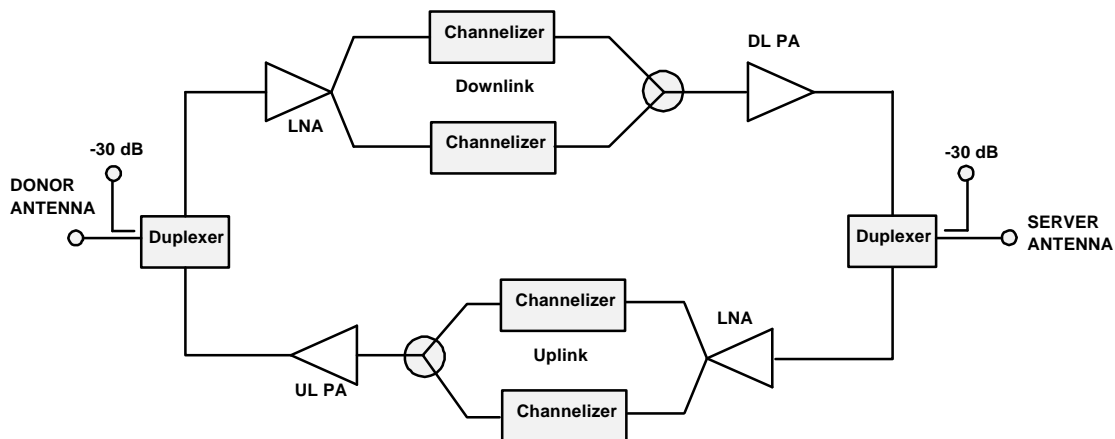 Channelizer
DL PA
Downlink
LNA
Channelizer
-30 dB
-30 dB
DONOR
ANTENNA
Duplexer
Duplexer
SERVER
ANTENNA
Channelizer
LNA
Uplink
UL PA
Channelizer